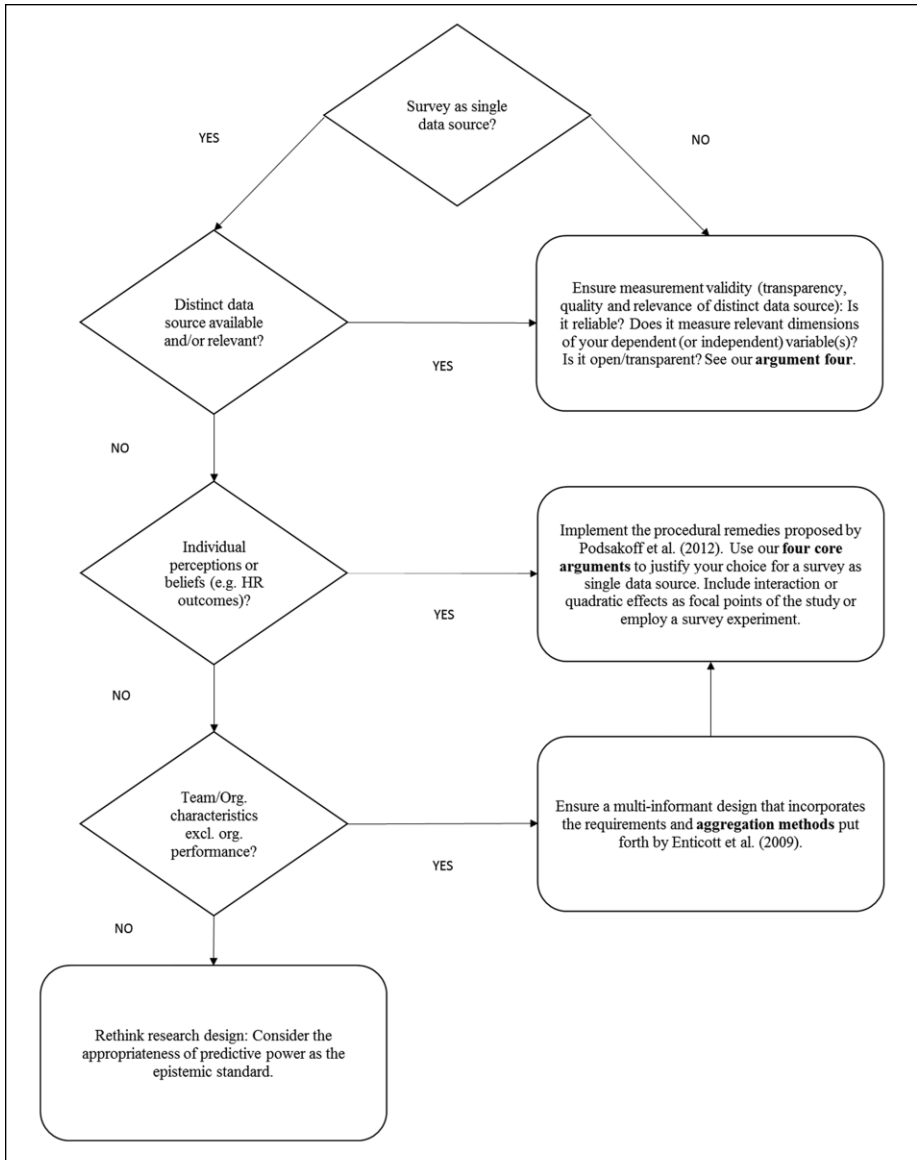 Survey as single
data source?
YES
NO
Distinct data
source available
and/or relevant?
YES
Ensure measurement validity (transparency,
quality and relevance of distinct data source): Is
it reliable? Does it measure relevant dimensions
of your dependent (or independent) variable(s)?
Is it open/transparent? See our argument four.
NO
Individual perceptions or
beliefs (e.g. HR
outcomes)?
YES
Implement the procedural remedies proposed by
Podsakoff et al. (2012). Use our four core
arguments to justify your choice for a survey as
single data source. Include interaction or
quadratic effects as focal points of the study or
employ a survey experiment.
NO
Team/Org.
characteristics
excl. org.
performance?
YES
Ensure a multi-informant design that incorporates
the requirements and aggregation methods put
forth by Enticott et al. (2009).
NO
Rethink research design: Consider the
appropriateness of predictive power as the
epistemic standard.